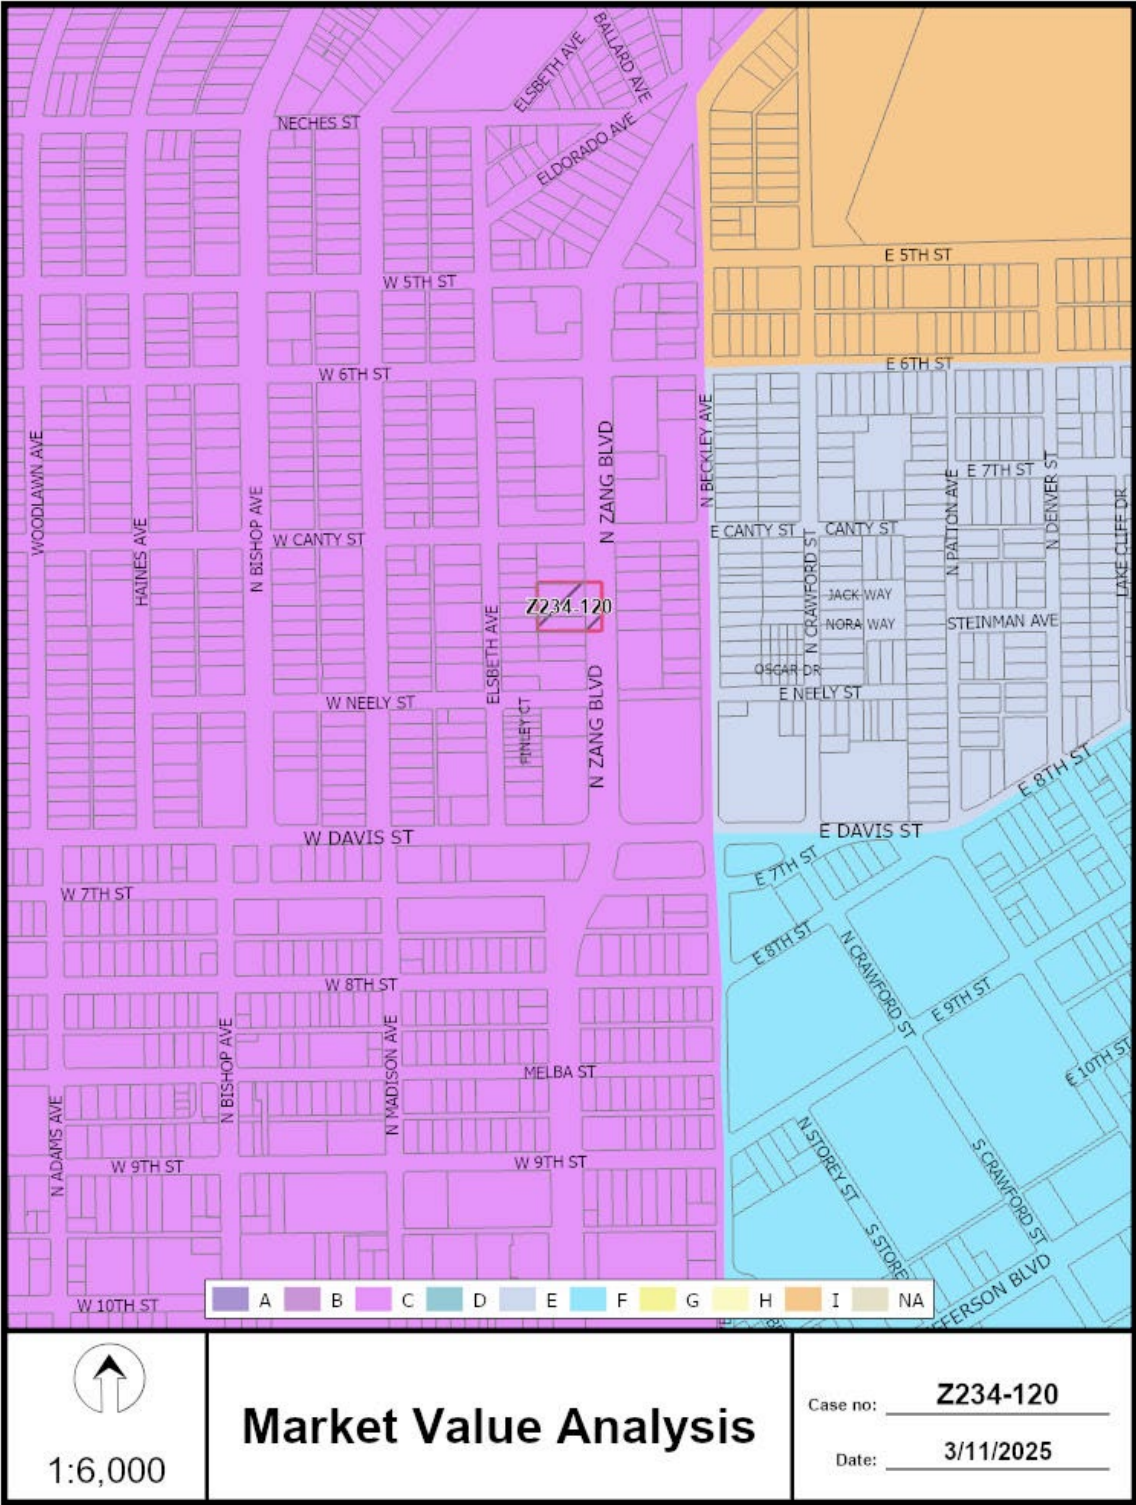 BALLARD AVE
ELSBETH AVE
NECHES ST
ELDORADO AVE
E 5TH ST
W 5TH ST
E 6TH ST
W 6TH ST
N BECKLEY AVE
N ZANG BLVD
WOODLAWN AVE
E 7TH ST
N DENVER ST
N PATTON AVE
LAKE CLIFF DR
N BISHOP AVE
HAINES AVE
W CANTY ST
E CANTY ST
CANTY ST
N CRAWFORD ST
JACK WAY
Z234-120
NORA WAY
STEINMAN AVE
ELSBETH AVE
OSCAR DR
E NEELY ST
W NEELY ST
FINLEY CT
N ZANG BLVD
E 8TH ST
W DAVIS ST
E DAVIS ST
E 7TH ST
W 7TH ST
E 8TH ST
N CRAWFORD ST
W 8TH ST
E 9TH ST
N BISHOP AVE
N MADISON AVE
MELBA ST
E 10TH ST
N ADAMS AVE
W 9TH ST
W 9TH ST
N STOREY ST
S CRAWFORD ST
S STOREY
W 10TH ST
EFFERSON BLVD
A B C D E F G H I NA
1:6,000
Market Value Analysis
Case no: Z234-120
Date: 3/11/2025